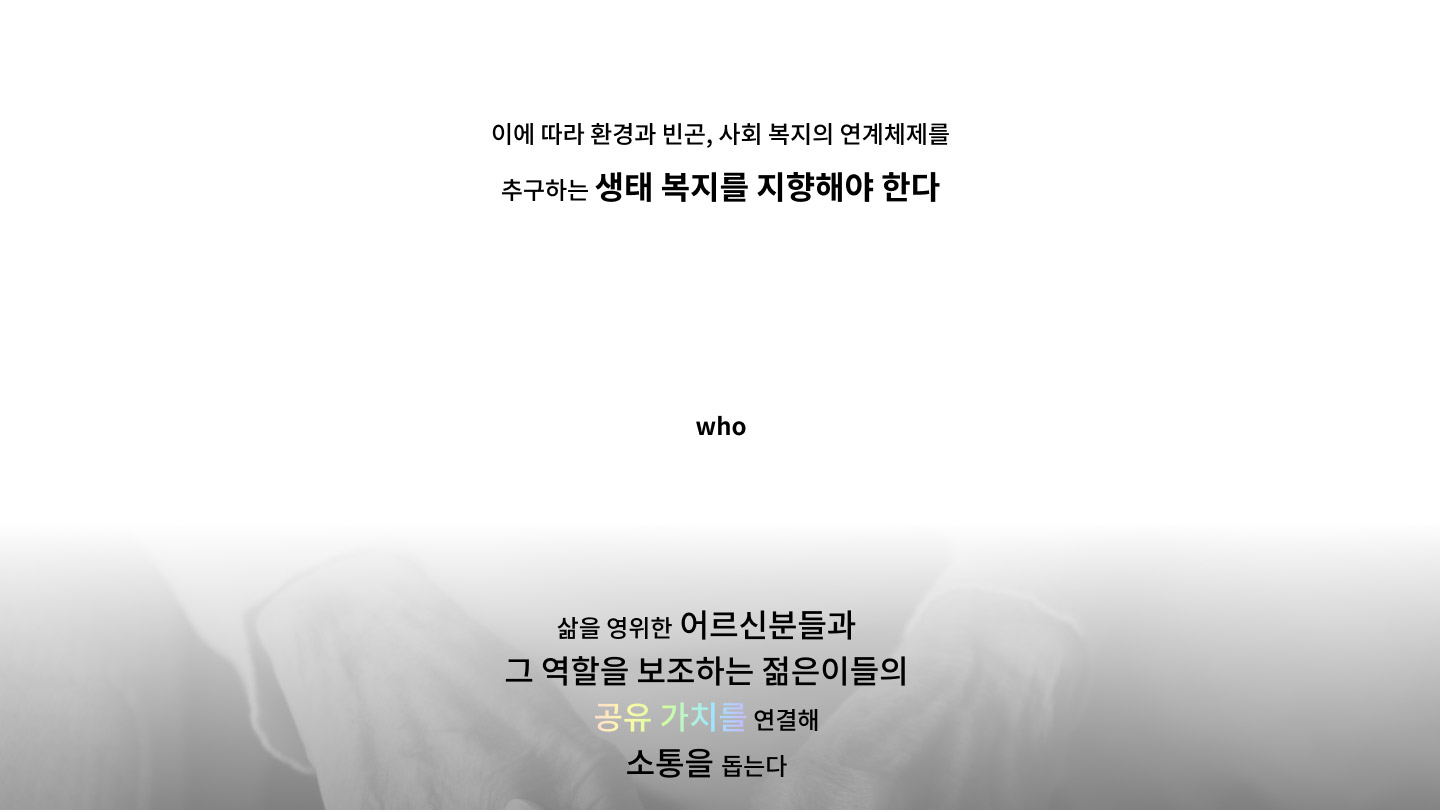 이에 따라 환경과 빈곤, 사회 복지의 연계체제를
추구하는 생태 복지를 지향해야 한다
who
삶을 영위한 어르신분들과
그 역할을 보조하는 젊은이들의
공유 가치를 연결해
소통을 돕는다